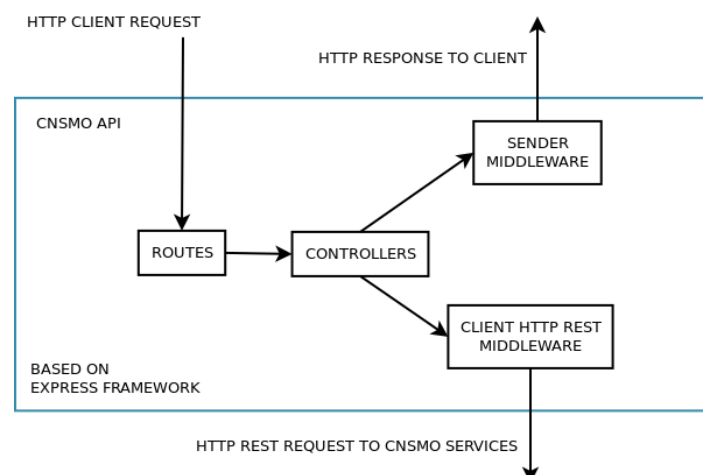 HTTP CLIENT REQUEST
HTTP RESPONSE TO CLIENT
CNSMO API
SENDER
MIDDLEWARE
ROUTES
CONTROLLERS
CLIENT HTTP REST
MIDDLEWARE
BASED ON
EXPRESS FRAMEWORK
HTTP REST REQUEST TO CNSMO SERVICES